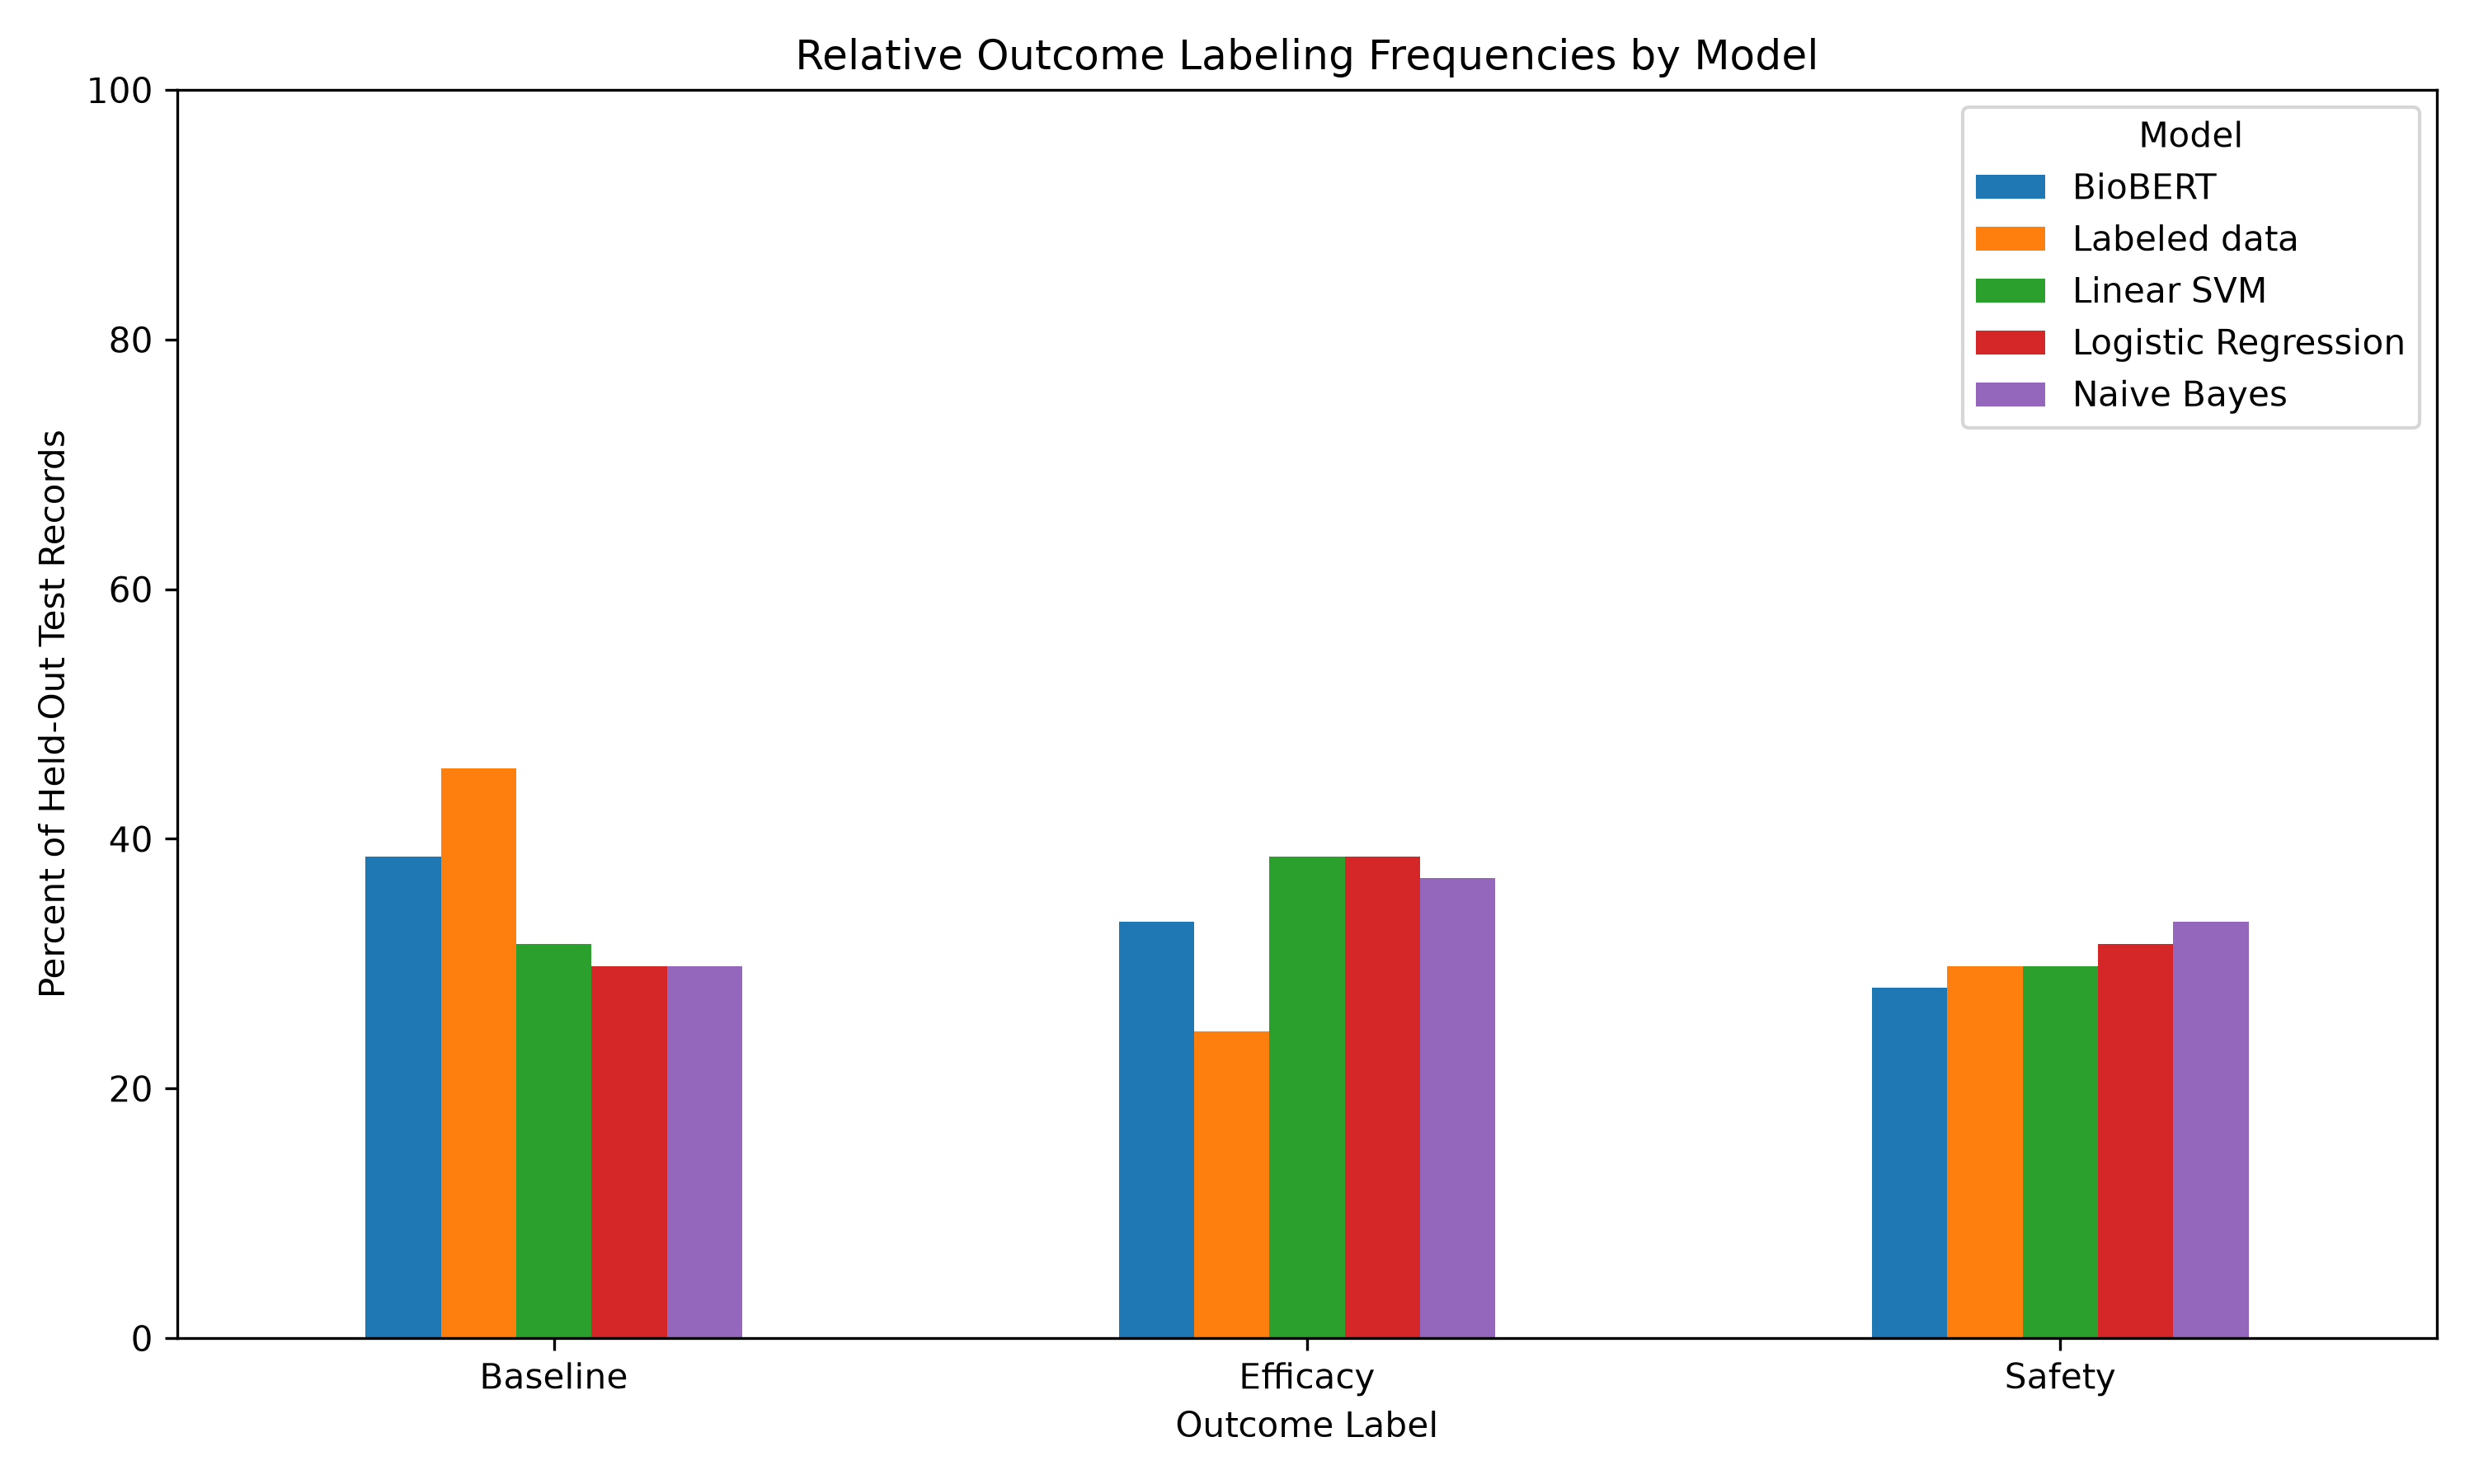 Relative Outcome Labeling Frequencies by Model
100
80
60
40
20
0
Percent of Held-Out Test Records
Model
BioBERT
Labeled data
Linear SVM
Logistic Regression
Naive Bayes
Baseline
Efficacy
Safety
Outcome Label